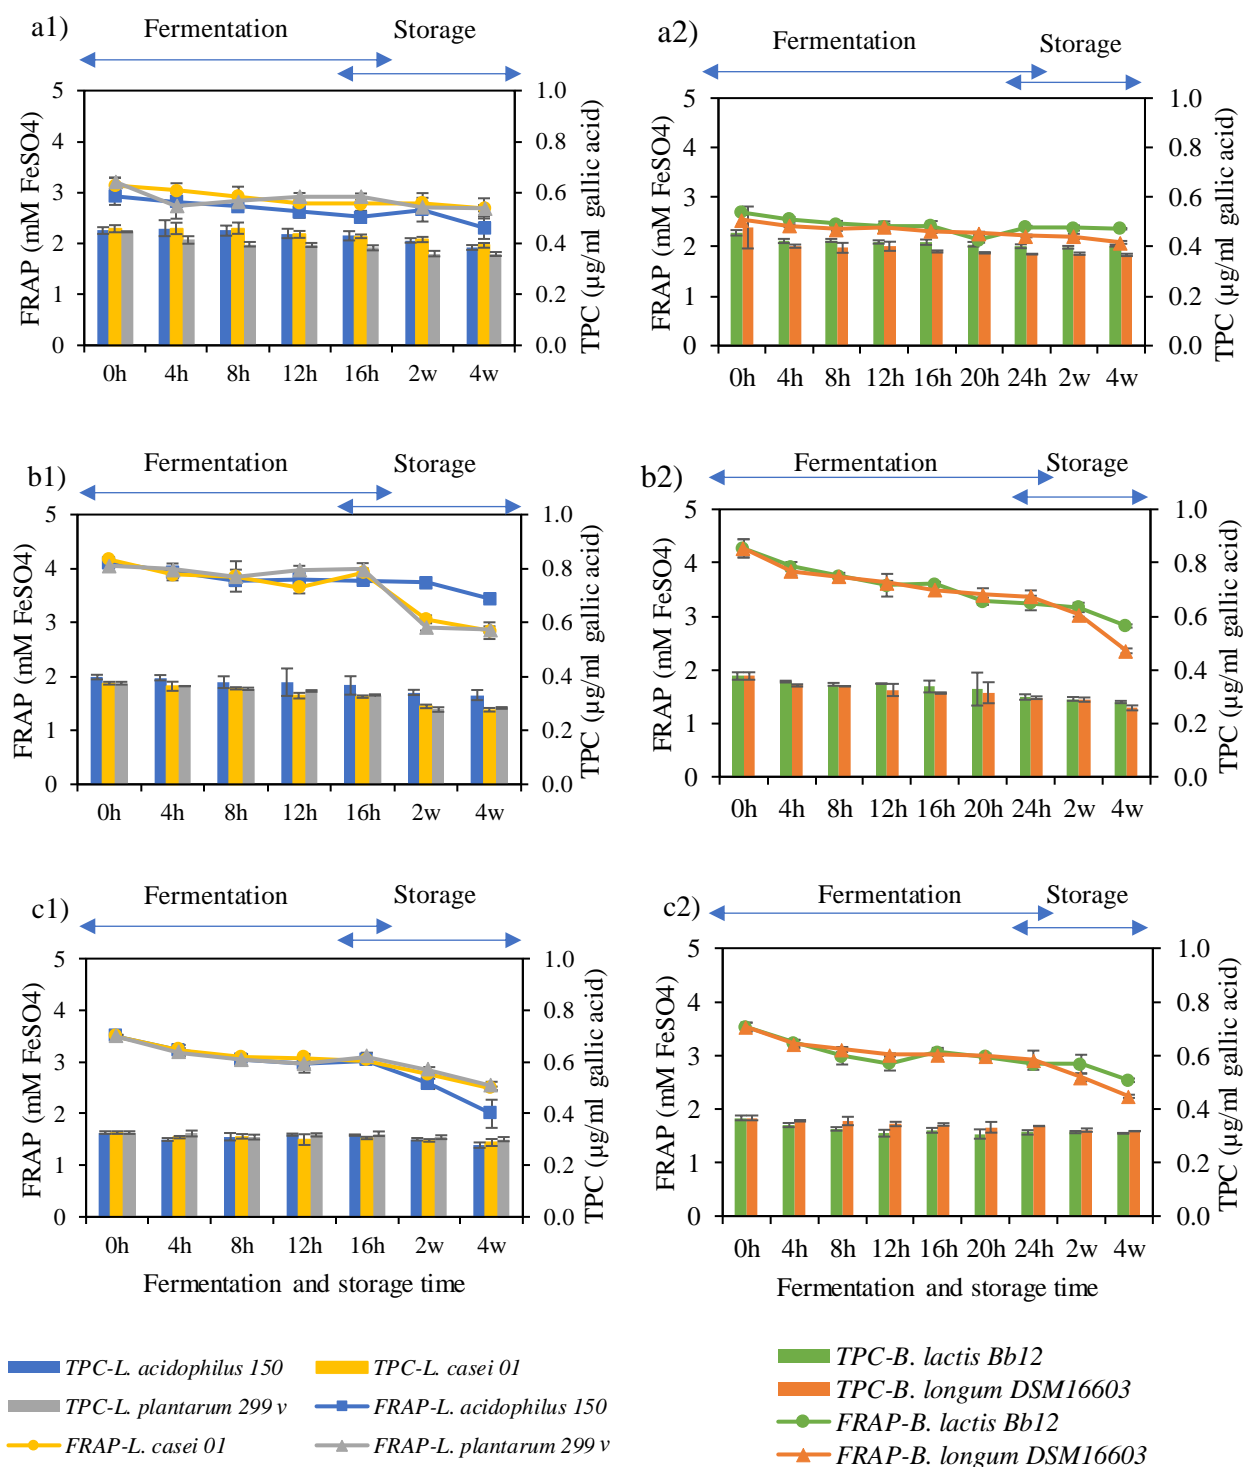 a1)
Fermentation
Storage
FRAP (mM FeSO4)
5
4
3
2
1
0
1.0
0.8
0.6
0.4
0.2
0.0
TPC (µg/ml gallic acid)
0h 4h 8h 12h 16h 2w 4w
a2)
Fermentation
Storage
FRAP (mM FeSO4)
5
4
3
2
1
0
1.0
0.8
0.6
0.4
0.2
0.0
TPC (µg/ml gallic acid)
0h 4h 8h 12h 16h 20h 24h 2w 4w
b1)
Fermentation
Storage
FRAP (mM FeSO4)
5
4
3
2
1
0
1.0
0.8
0.6
0.4
0.2
0.0
TPC (µg/ml gallic acid)
0h 4h 8h 12h 16h 2w 4w
b2)
Fermentation
Storage
FRAP (mM FeSO4)
5
4
3
2
1
0
1.0
0.8
0.6
0.4
0.2
0.0
TPC (µg/ml gallic acid)
0h 4h 8h 12h 16h 20h 24h 2w 4w
c1)
Fermentation
Storage
FRAP (mM FeSO4)
5
4
3
2
1
0
1.0
0.8
0.6
0.4
0.2
0.0
TPC (µg/ml gallic acid)
0h 4h 8h 12h 16h 2w 4w
Fermentation and storage time
c2)
Fermentation
Storage
FRAP (mM FeSO4)
5
4
3
2
1
0
1.0
0.8
0.6
0.4
0.2
0.0
TPC (µg/ml gallic acid)
0h 4h 8h 12h 16h 20h 24h 2w 4w
Fermentation and storage time
TPC-L. acidophilus 150
TPC-L. casei 01
TPC-L. plantarum 299 v
FRAP-L. acidophilus 150
FRAP-L. casei 01
FRAP-L. plantarum 299 v
TPC-B. lactis Bb12
TPC-B. longum DSM16603
FRAP-B. lactis Bb12
FRAP-B. longum DSM16603